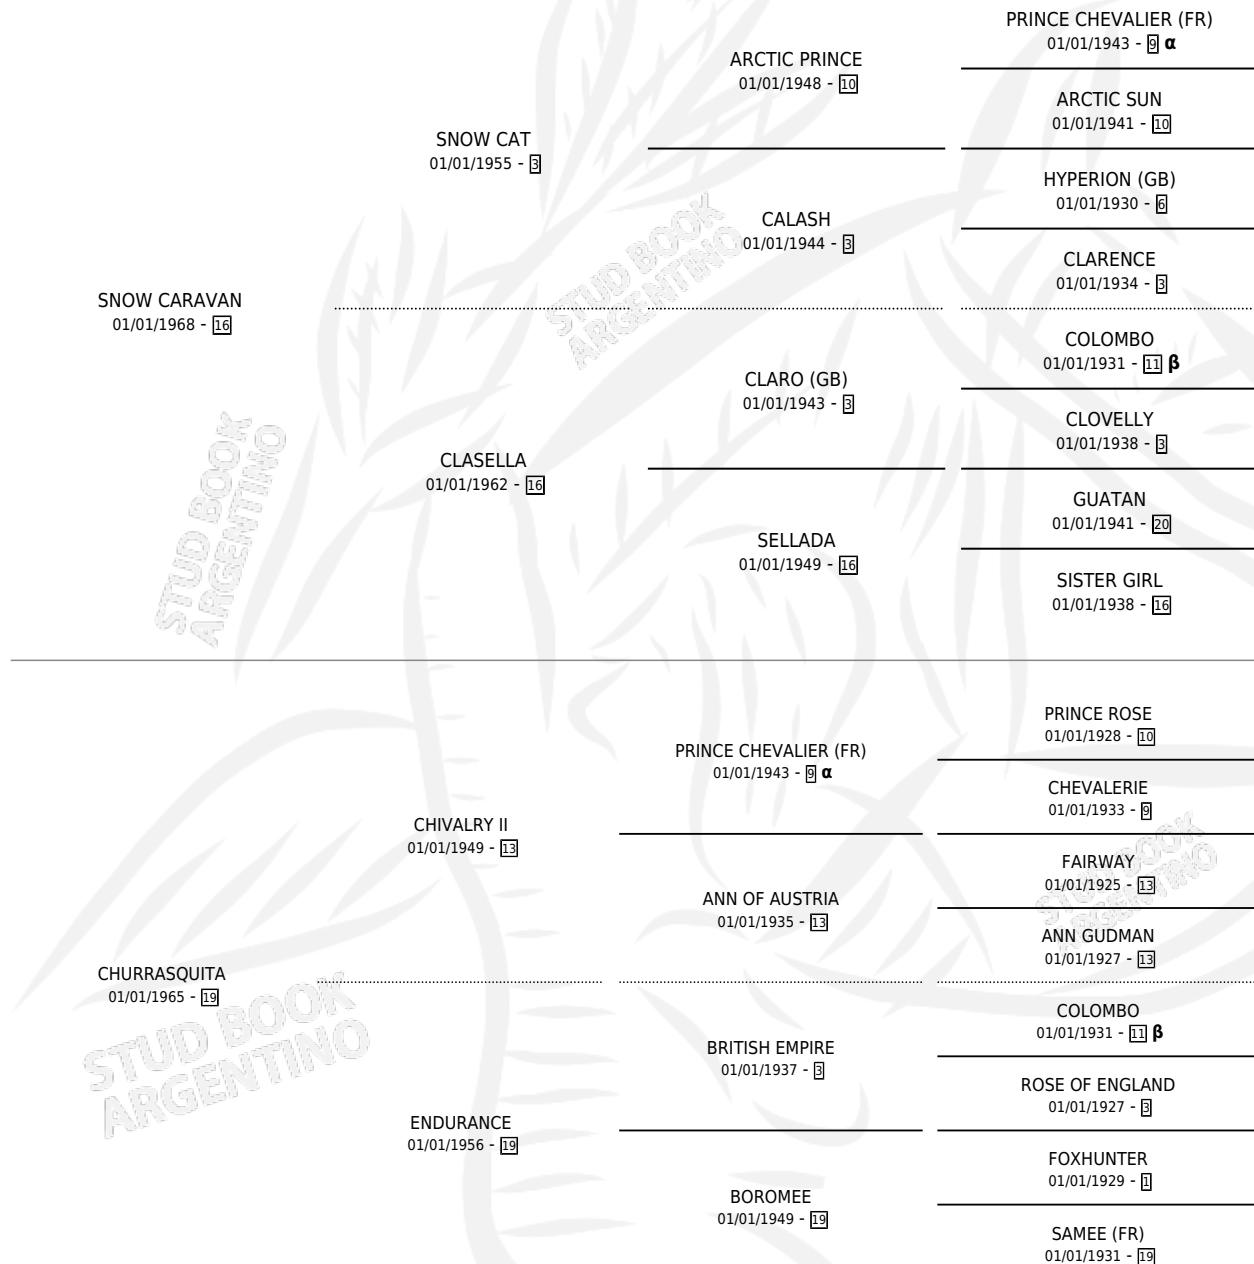 PRINCE CHEVALIER (FR)
01/01/1943 - 9 α
ARCTIC PRINCE
01/01/1948 - 10
ARCTIC SUN
01/01/1941 - 10
SNOW CAT
01/01/1955 - 3
HYPERION (GB)
01/01/1930 - 6
CALASH
01/01/1944 - 3
CLARENCE
01/01/1934 - 3
SNOW CARAVAN
01/01/1968 - 16
COLOMBO
01/01/1931 - 11 β
CLARO (GB)
01/01/1943 - 3
CLOVELLY
01/01/1938 - 3
CLASELLA
01/01/1962 - 16
GUATAN
01/01/1941 - 20
SELLADA
01/01/1949 - 16
SISTER GIRL
01/01/1938 - 16
PRINCE ROSE
01/01/1928 - 10
PRINCE CHEVALIER (FR)
01/01/1943 - 9 α
CHEVALERIE
01/01/1933 - 9
CHIVALRY II
01/01/1949 - 13
FAIRWAY
01/01/1925 - 13
ANN OF AUSTRIA
01/01/1935 - 13
ANN GUDMAN
01/01/1927 - 13
CHURRASQUITA
01/01/1965 - 19
COLOMBO
01/01/1931 - 11 β
BRITISH EMPIRE
01/01/1937 - 3
ROSE OF ENGLAND
01/01/1927 - 3
ENDURANCE
01/01/1956 - 19
FOXHUNTER
01/01/1929 - 1
BOROMEE
01/01/1949 - 19
SAMEE (FR)
01/01/1931 - 19
STUD BOOK
ARGENTINO
STUD BOOK
ARGENTINO
STUD BOOK
ARGENTINO
STUD BOOK
ARGENTINO